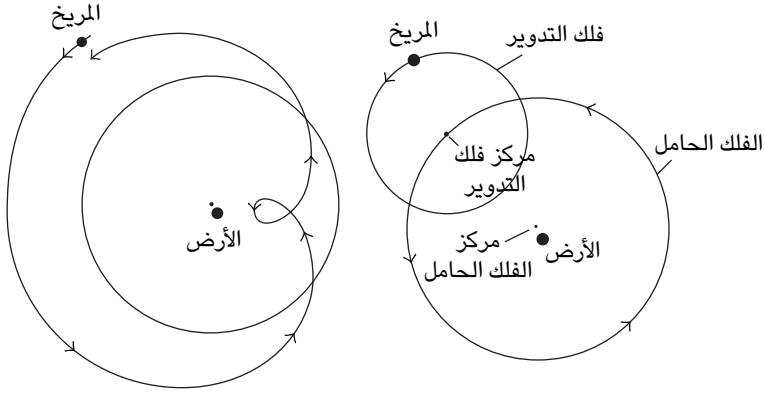 المريخ
المريخ
فلك التدوير
الفلك الحامل
مركز فلك
التدوير
مركز
الفلك الحامل
الأرض
الأرض